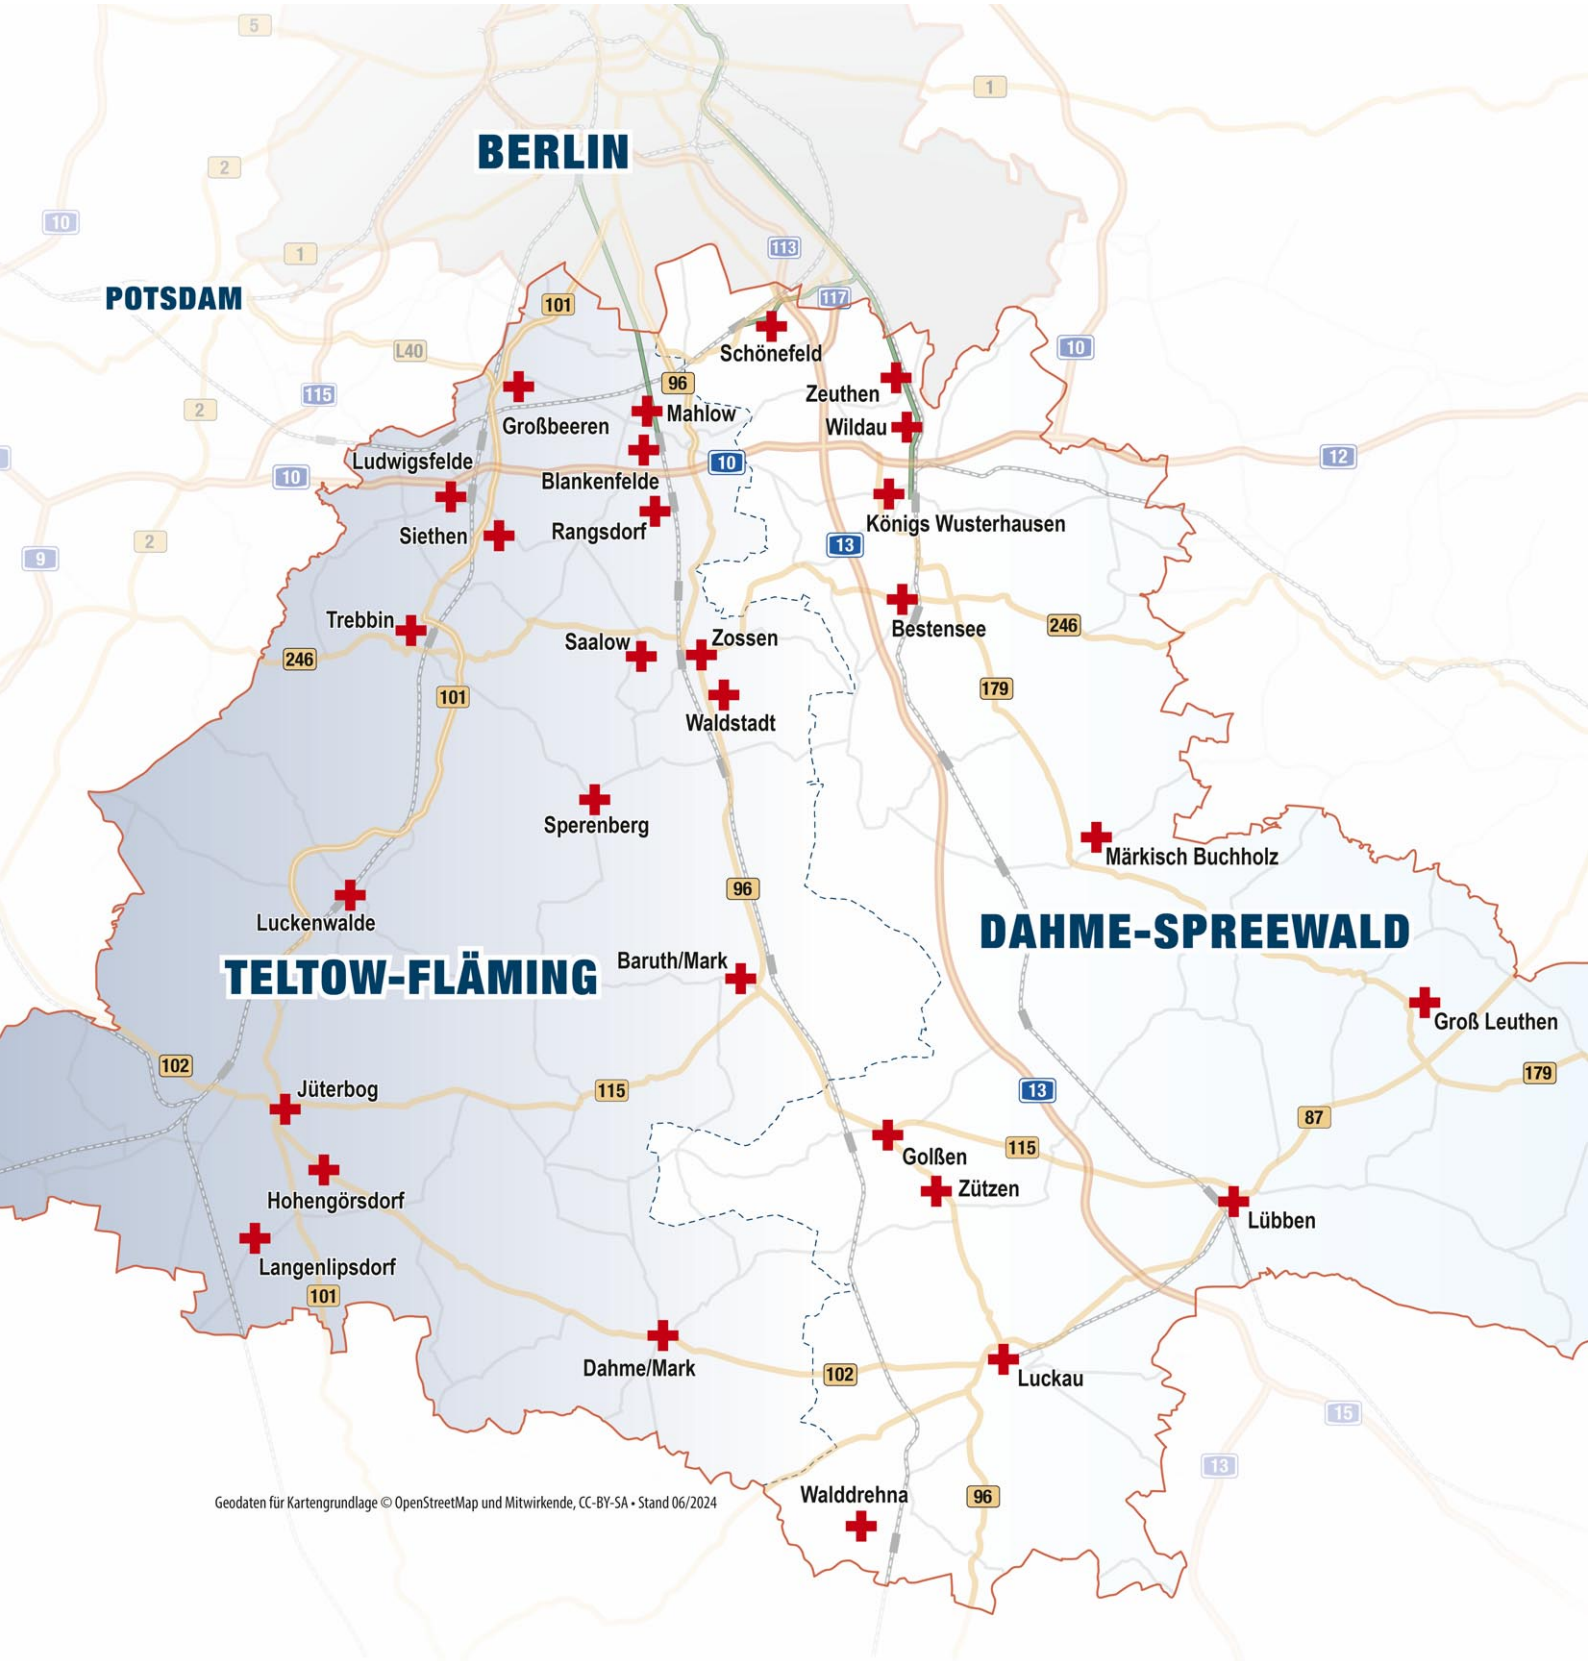 5
1
BERLIN
2
10
1
113
POTSDAM
117
101
Schönefeld
L40
10
96
Zeuthen
115
2
Mahlow
Großbeeren
Wildau
Ludwigsfelde
10
12
10
Blankenfelde
Königs Wusterhausen
Rangsdorf
Siethen
2
13
9
Trebbin
Zossen
Bestensee
246
Saalow
246
179
101
Waldstadt
Sperenberg
Märkisch Buchholz
96
Luckenwalde
DAHME-SPREEWALD
Baruth/Mark
TELTOW-FLÄMING
Groß Leuthen
102
179
Jüterbog
115
13
87
115
Golßen
Zützen
Hohengörsdorf
Lübben
Langenlipsdorf
101
Dahme/Mark
102
Luckau
15
13
Walddrehna
96
Geodaten für Kartengrundlage © OpenStreetMap und Mitwirkende, CC-BY-SA • Stand 06/2024